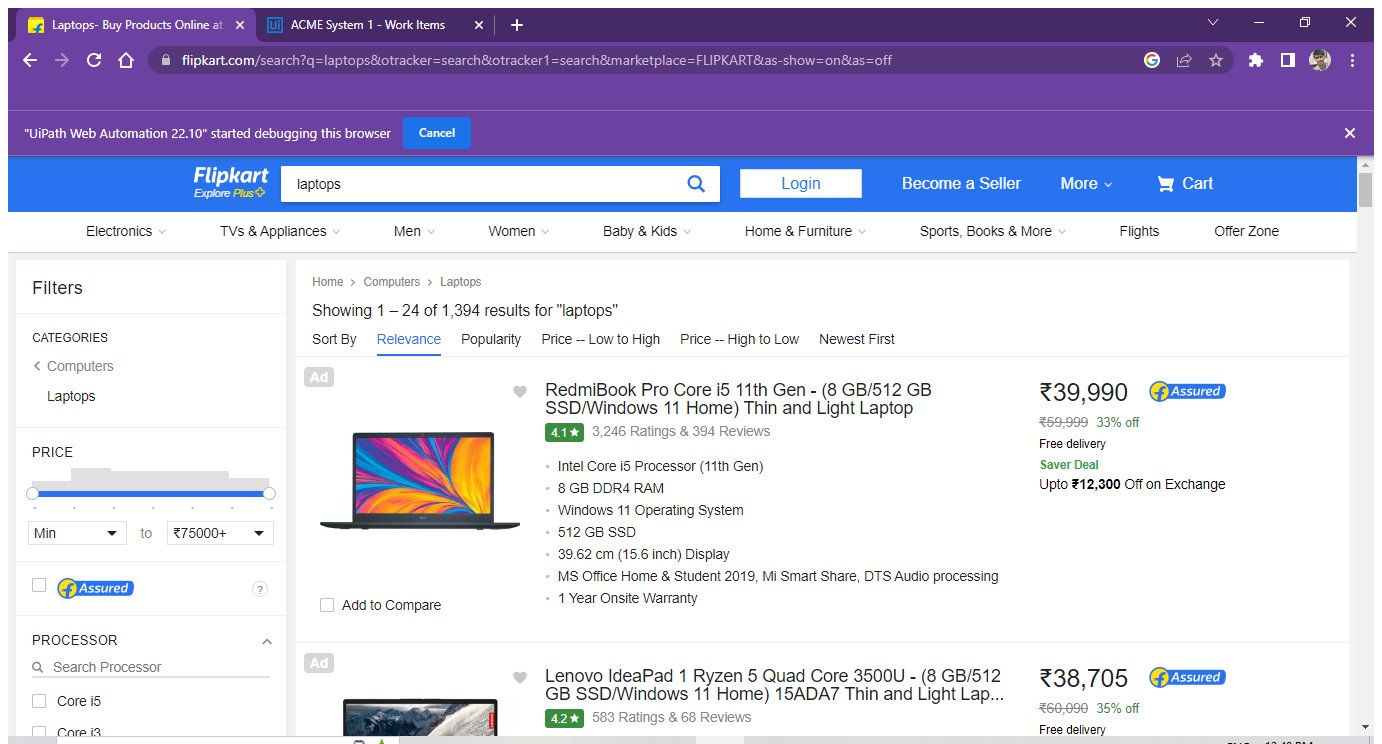 Laptops- Buy Products Online at
Ui ACME System 1 - Work Items
flipkart.com/search?q=laptops&otracker=search&otracker1=search&marketplace=FLIPKART&as-show=on&as=off
"UiPath Web Automation 22.10" started debugging this browser Cancel
Flipkart
Explore Plus
laptops
Login
Become a Seller
More
Cart
Electronics TVs & Appliances Men Women Baby & Kids Home & Furniture Sports, Books & More Flights Offer Zone
Filters
CATEGORIES
Computers
Laptops
PRICE
Min to ₹75000+
Assured ?
PROCESSOR
Search Processor
Core i5
Core i3
Home Computers Laptops
Showing 1 – 24 of 1,394 results for "laptops"
Sort By Relevance Popularity Price -- Low to High Price -- High to Low Newest First
Ad
RedmiBook Pro Core i5 11th Gen - (8 GB/512 GB
SSD/Windows 11 Home) Thin and Light Laptop
4.1★ 3,246 Ratings & 394 Reviews
Intel Core i5 Processor (11th Gen)
8 GB DDR4 RAM
Windows 11 Operating System
512 GB SSD
39.62 cm (15.6 inch) Display
MS Office Home & Student 2019, Mi Smart Share, DTS Audio processing
1 Year Onsite Warranty
Add to Compare
₹39,990 Assured
₹59,999 33% off
Free delivery
Saver Deal
Upto ₹12,300 Off on Exchange
Ad
Lenovo IdeaPad 1 Ryzen 5 Quad Core 3500U - (8 GB/512
GB SSD/Windows 11 Home) 15ADA7 Thin and Light Lap...
4.2★ 583 Ratings & 68 Reviews
₹38,705 Assured
₹60,090 35% off
Free delivery